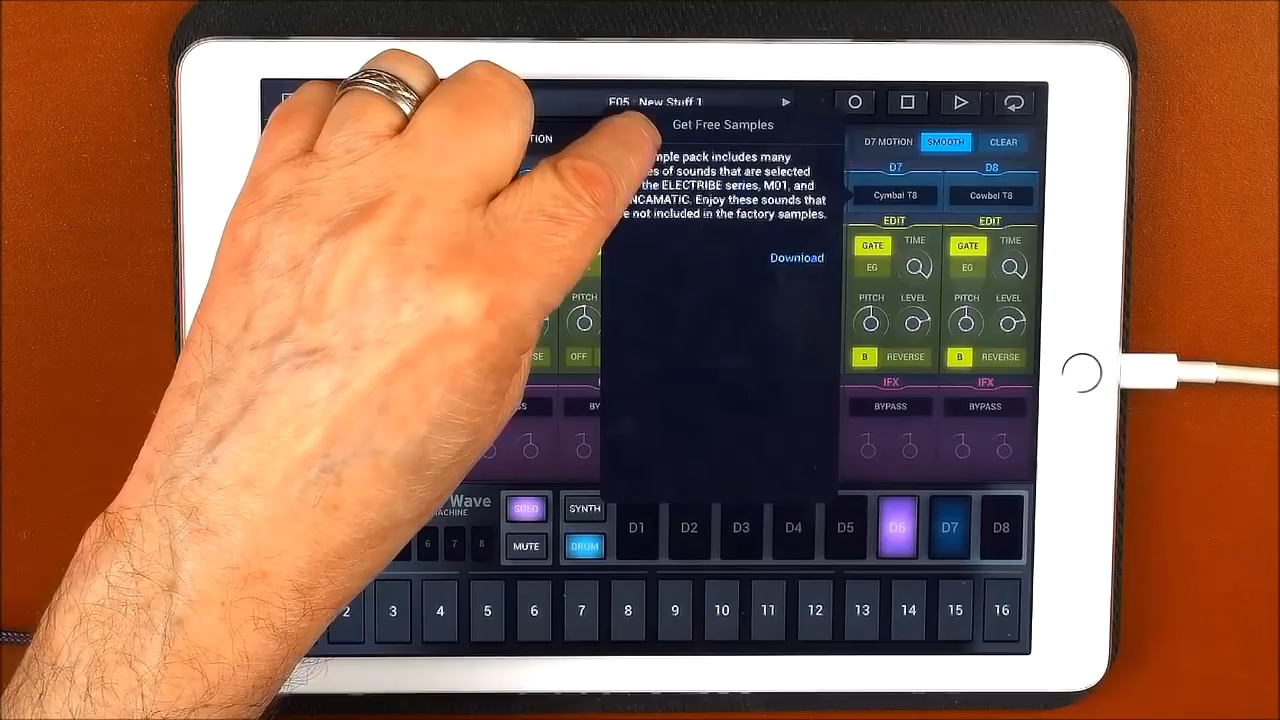 E05 : New Stuff 1
Get Free Samples
TION
D7 MOTION SMOOTH CLEAR
mple pack includes many
es of sounds that are selected
the ELECTRIBE series, M01, and
NCAMATIC. Enjoy these sounds that
e not included in the factory samples.
Download
D7 D8
Cymbal T8 Cowbel T8
EDIT EDIT
GATE TIME GATE TIME
EG EG
PITCH PITCH LEVEL PITCH LEVEL
SE OFF B REVERSE B REVERSE
IFX IFX
SS BY BYPASS BYPASS
Wave SOLO SYNTH
MACHINE
D1 D2 D3 D4 D5 D6 D7 D8
6 7 8 MUTE DRUM
2 3 4 5 6 7 8 9 10 11 12 13 14 15 16